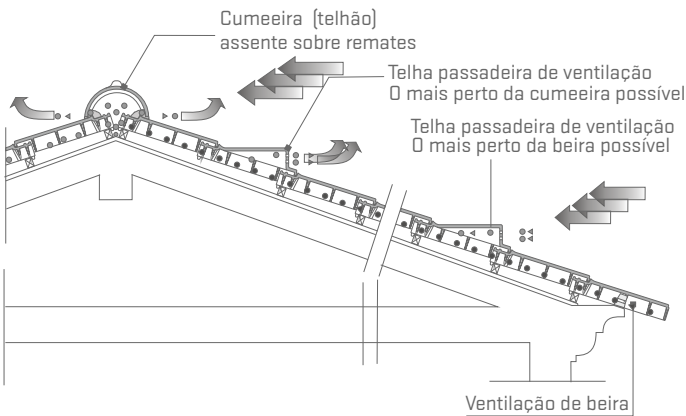 Cumeeira (telhão)
assente sobre remates
Telha passadeira de ventilação
O mais perto da cumeeira possível
Telha passadeira de ventilação
O mais perto da beira possível
Ventilação de beira